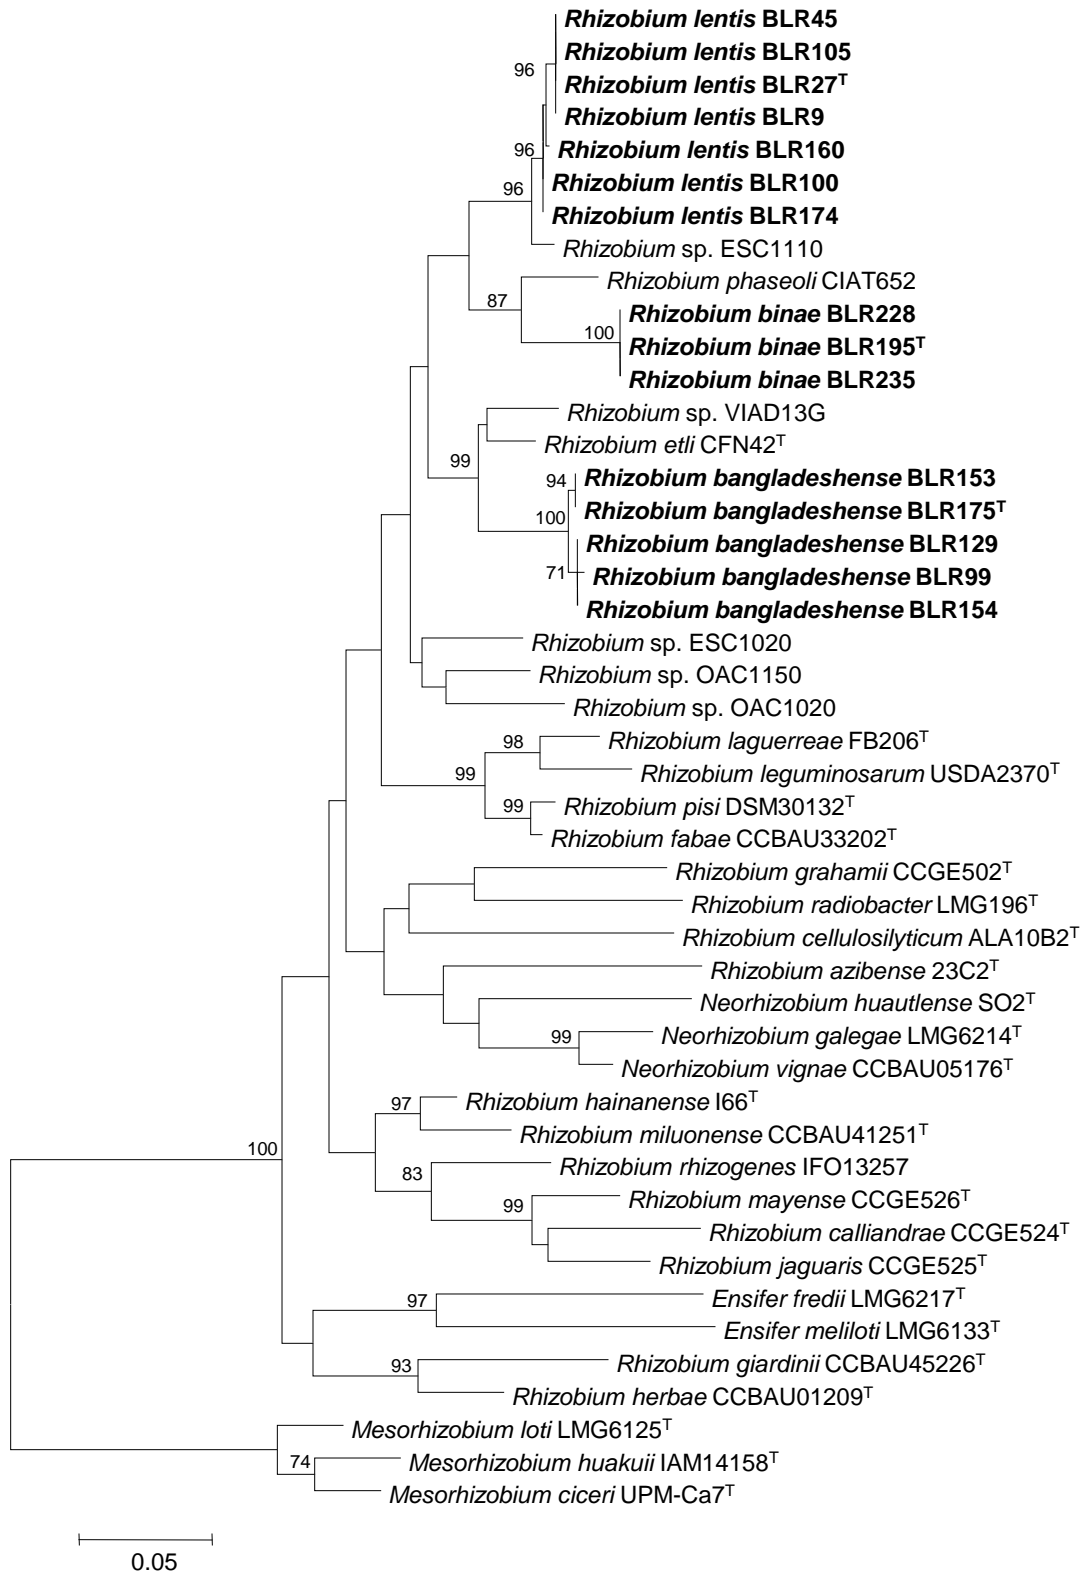 Rhizobium lentis BLR45
Rhizobium lentis BLR105
96
Rhizobium lentis BLR27T
Rhizobium lentis BLR9
96
Rhizobium lentis BLR160
96
Rhizobium lentis BLR100
Rhizobium lentis BLR174
Rhizobium sp. ESC1110
Rhizobium phaseoli CIAT652
87
Rhizobium binae BLR228
100
Rhizobium binae BLR195T
Rhizobium binae BLR235
Rhizobium sp. VIAD13G
Rhizobium etli CFN42T
99
94
Rhizobium bangladeshense BLR153
Rhizobium bangladeshense BLR175T
100
Rhizobium bangladeshense BLR129
71
Rhizobium bangladeshense BLR99
Rhizobium bangladeshense BLR154
Rhizobium sp. ESC1020
Rhizobium sp. OAC1150
Rhizobium sp. OAC1020
98
Rhizobium laguerreae FB206T
99
Rhizobium leguminosarum USDA2370T
99
Rhizobium pisi DSM30132T
Rhizobium fabae CCBAU33202T
Rhizobium grahamii CCGE502T
Rhizobium radiobacter LMG196T
Rhizobium cellulosilyticum ALA10B2T
Rhizobium azibense 23C2T
Neorhizobium huautlense SO2T
99
Neorhizobium galegae LMG6214T
Neorhizobium vignae CCBAU05176T
97
Rhizobium hainanense I66T
Rhizobium miluonense CCBAU41251T
100
83
Rhizobium rhizogenes IFO13257
99
Rhizobium mayense CCGE526T
Rhizobium calliandrae CCGE524T
Rhizobium jaguaris CCGE525T
97
Ensifer fredii LMG6217T
Ensifer meliloti LMG6133T
93
Rhizobium giardinii CCBAU45226T
Rhizobium herbae CCBAU01209T
Mesorhizobium loti LMG6125T
74
Mesorhizobium huakuii IAM14158T
Mesorhizobium ciceri UPM-Ca7T
0.05